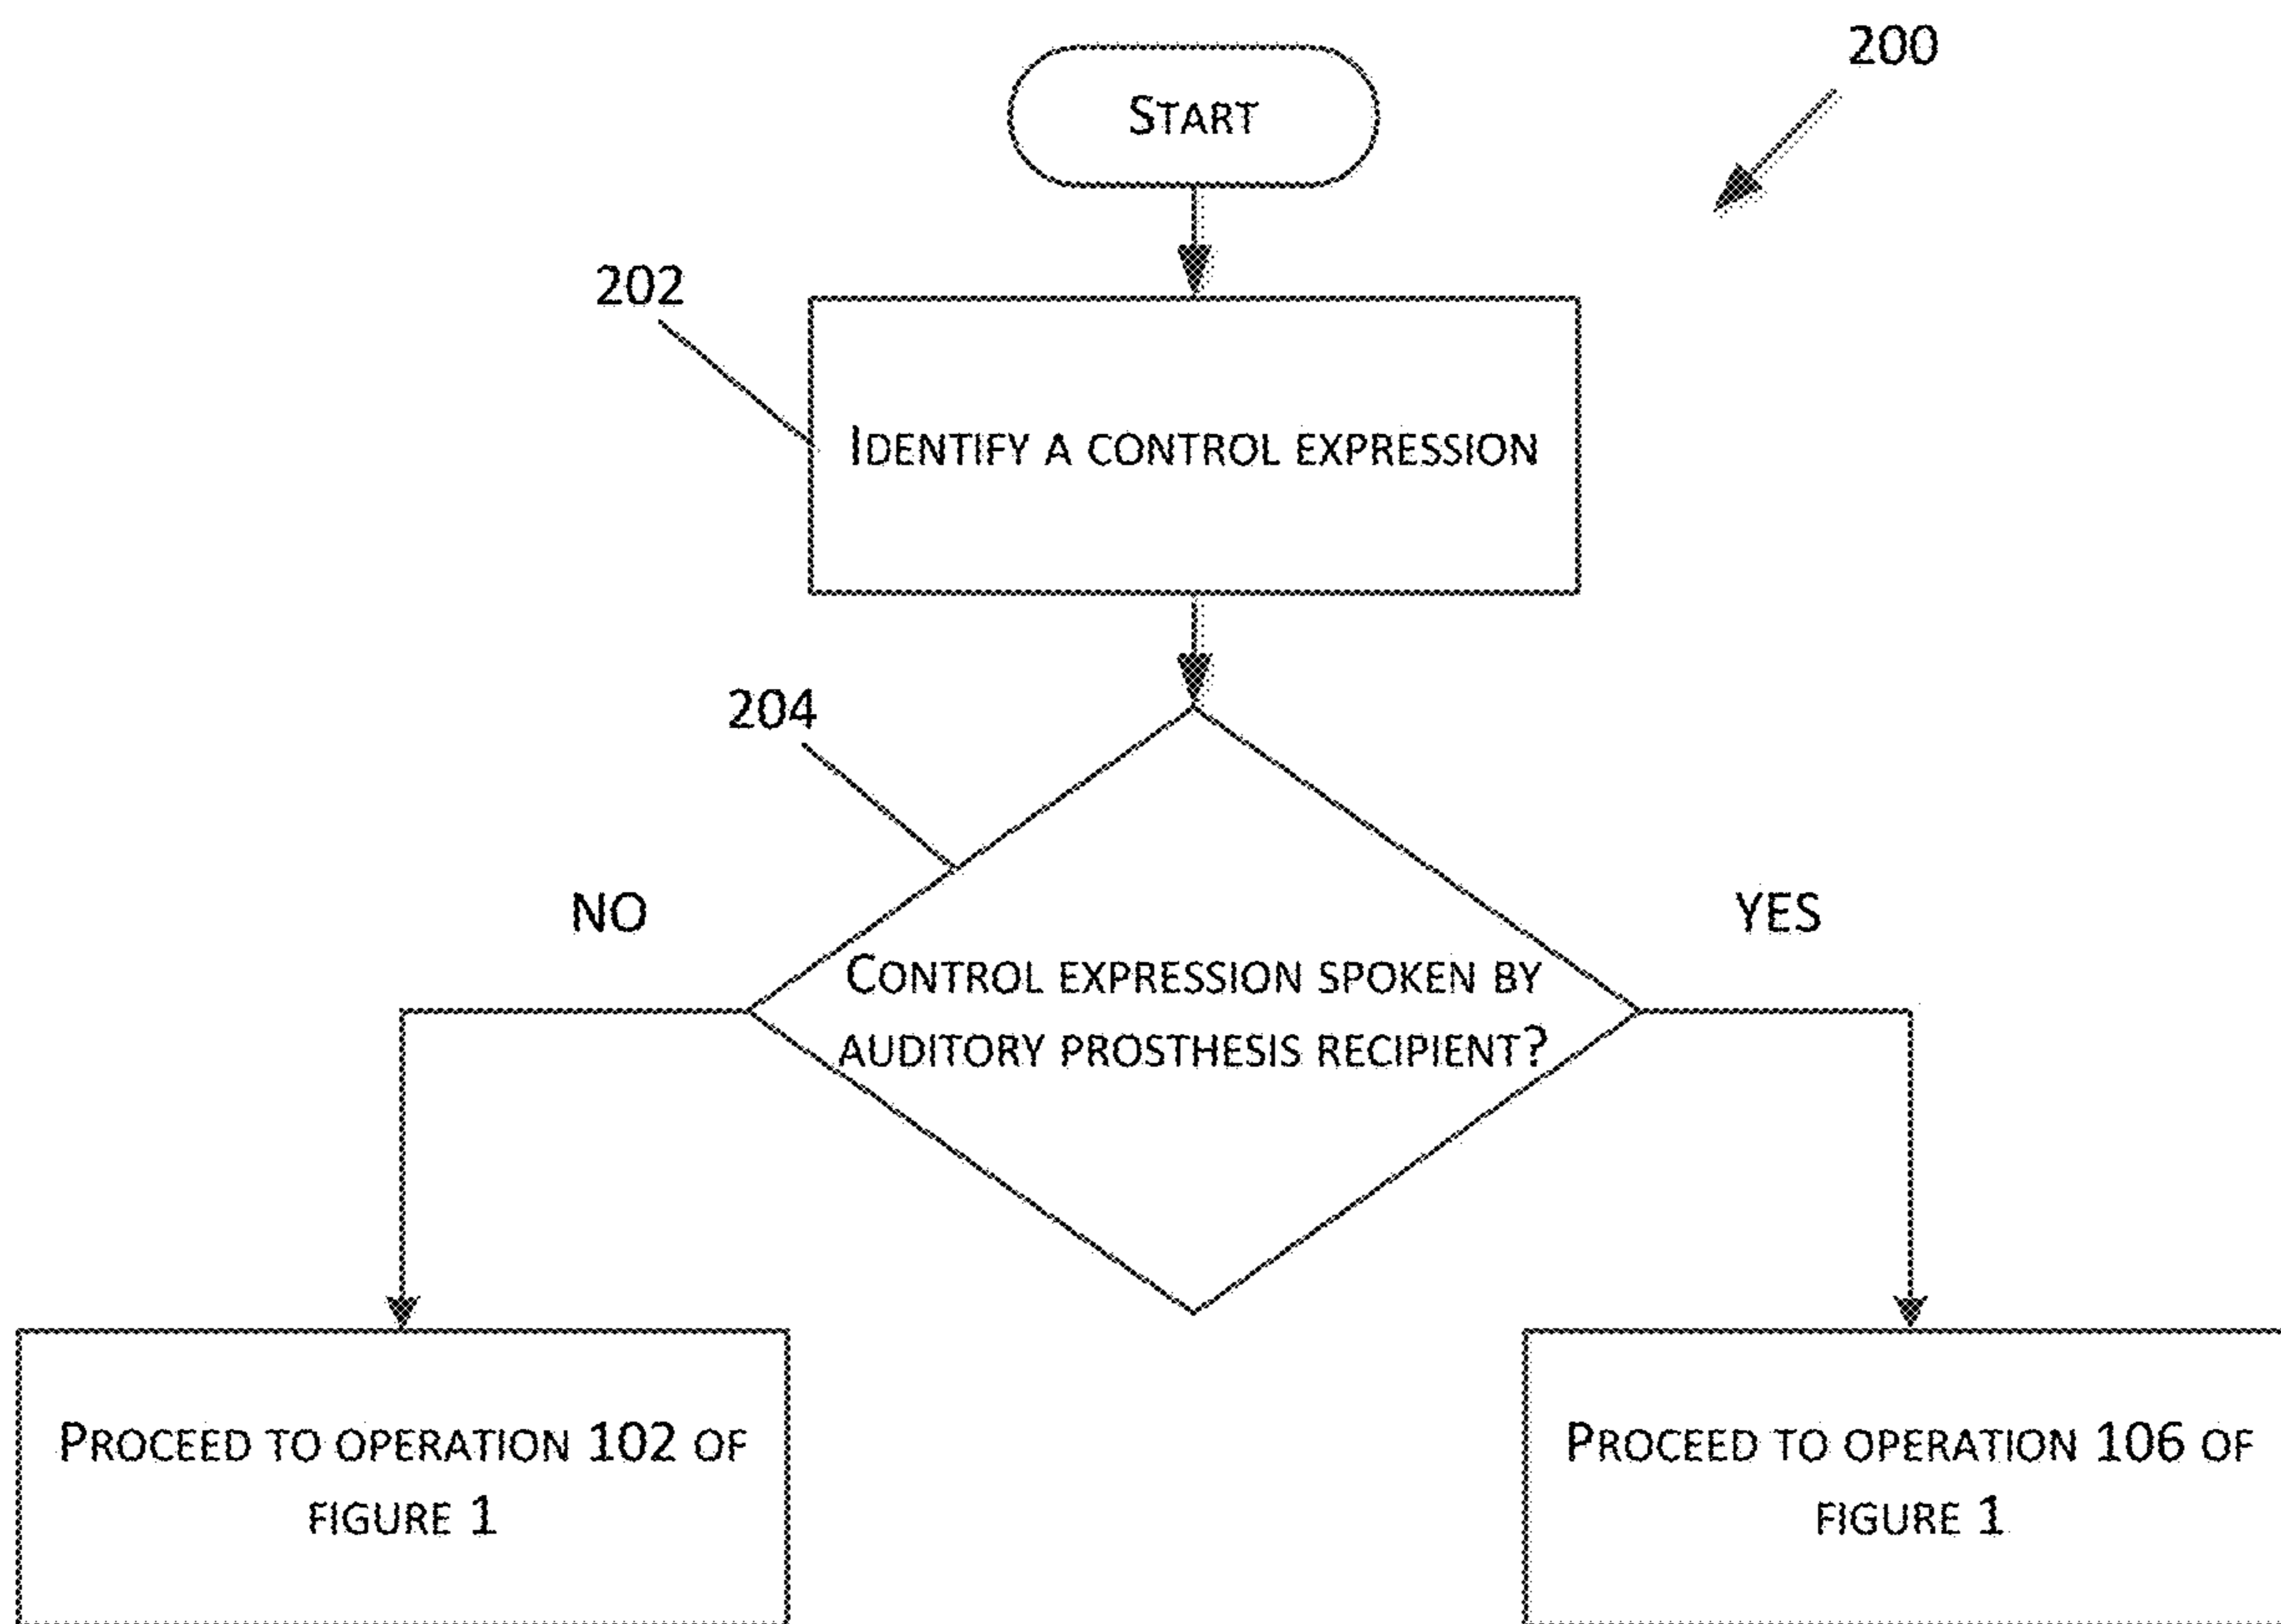 200
START
202
IDENTIFY A CONTROL EXPRESSION
204
NO
YES
CONTROL EXPRESSION SPOKEN BY
AUDITORY PROSTHESIS RECIPIENT?
PROCEED TO OPERATION 102 OF
FIGURE 1
PROCEED TO OPERATION 106 OF
FIGURE 1